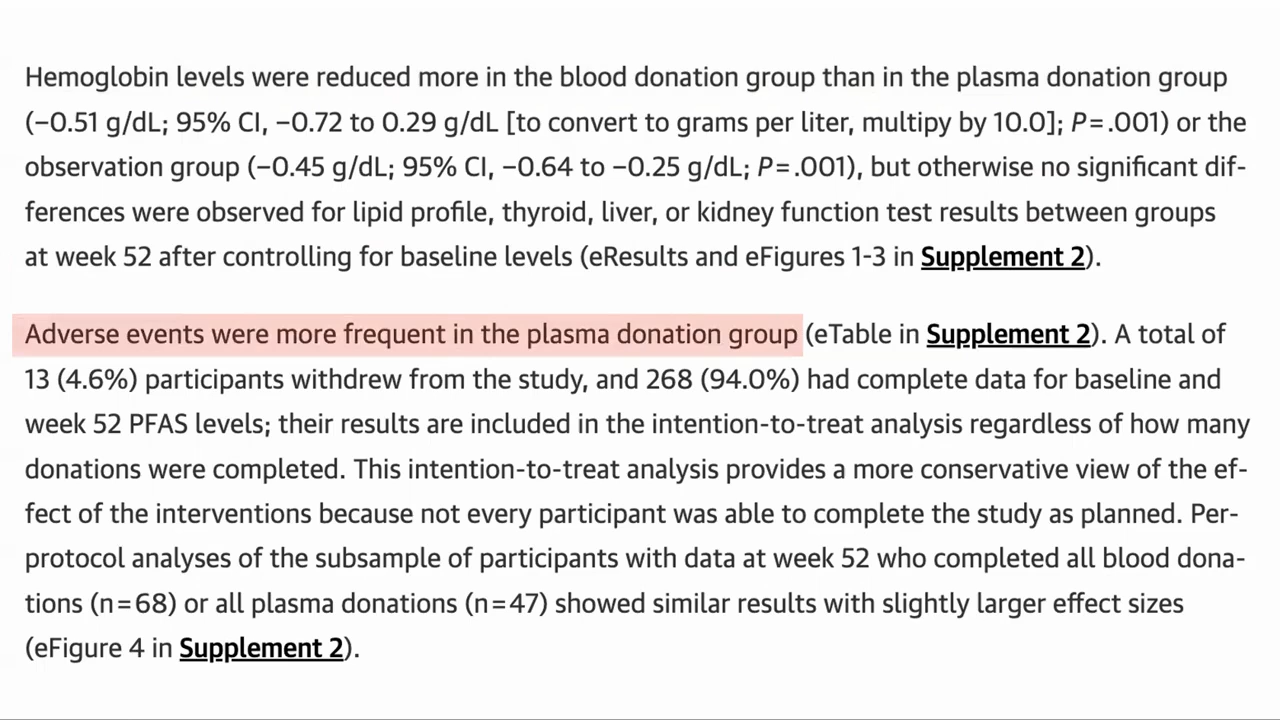 Hemoglobin levels were reduced more in the blood donation group than in the plasma donation group
(−0.51 g/dL; 95% CI, −0.72 to 0.29 g/dL [to convert to grams per liter, multipy by 10.0]; P = .001) or the
observation group (−0.45 g/dL; 95% CI, −0.64 to −0.25 g/dL; P = .001), but otherwise no significant dif-
ferences were observed for lipid profile, thyroid, liver, or kidney function test results between groups
at week 52 after controlling for baseline levels (eResults and eFigures 1-3 in Supplement 2).
Adverse events were more frequent in the plasma donation group (eTable in Supplement 2). A total of
13 (4.6%) participants withdrew from the study, and 268 (94.0%) had complete data for baseline and
week 52 PFAS levels; their results are included in the intention-to-treat analysis regardless of how many
donations were completed. This intention-to-treat analysis provides a more conservative view of the ef-
fect of the interventions because not every participant was able to complete the study as planned. Per-
protocol analyses of the subsample of participants with data at week 52 who completed all blood dona-
tions (n = 68) or all plasma donations (n = 47) showed similar results with slightly larger effect sizes
(eFigure 4 in Supplement 2).